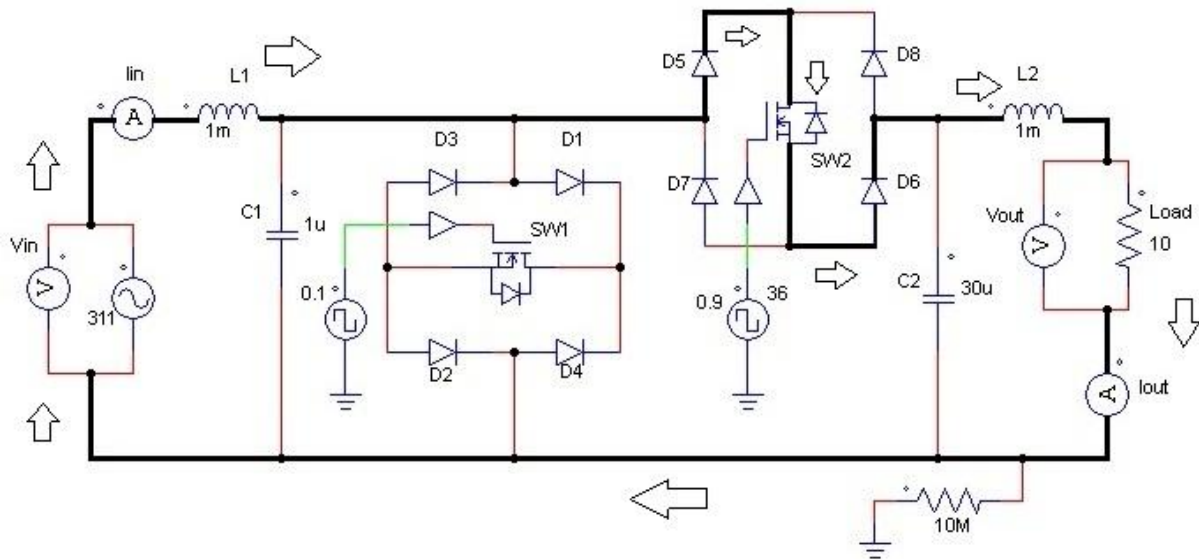 D5
D8
Iin
L1
L2
A
1m
1m
SW2
D3
D1
D7
D6
C1
1u
SW1
Vout
Load
V
10
Vin
V
311
C2
30u
0.1
0.9
36
D2
D4
A
Iout
10M